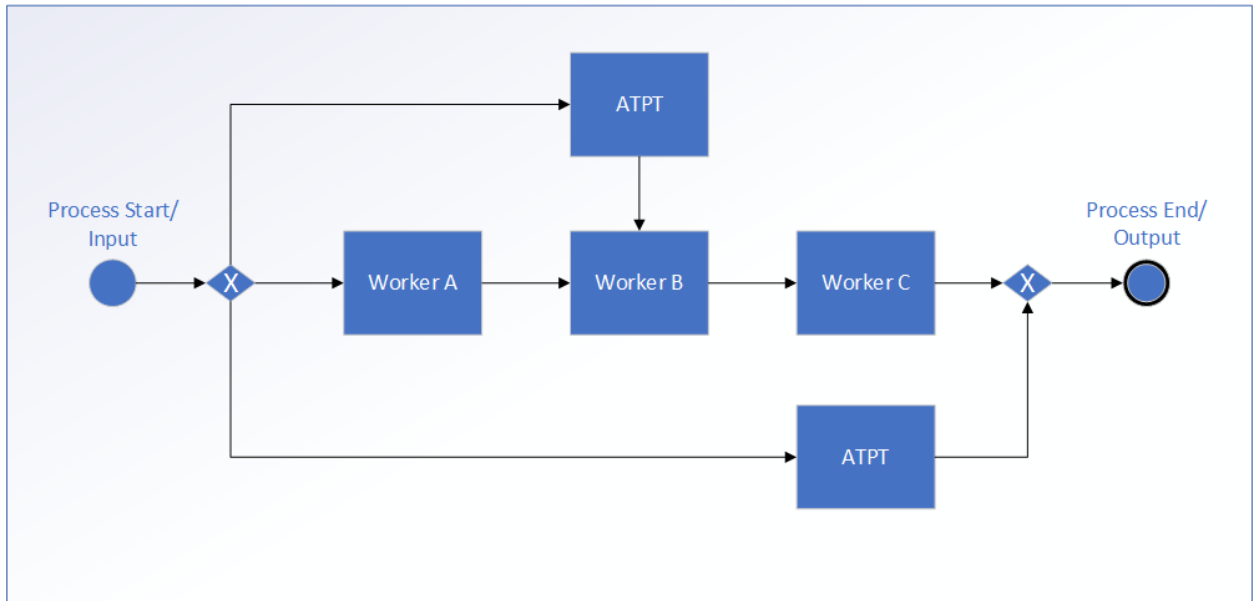 ATPT
Process Start/
Input
Process End/
Output
X
Worker A
Worker B
Worker C
X
ATPT